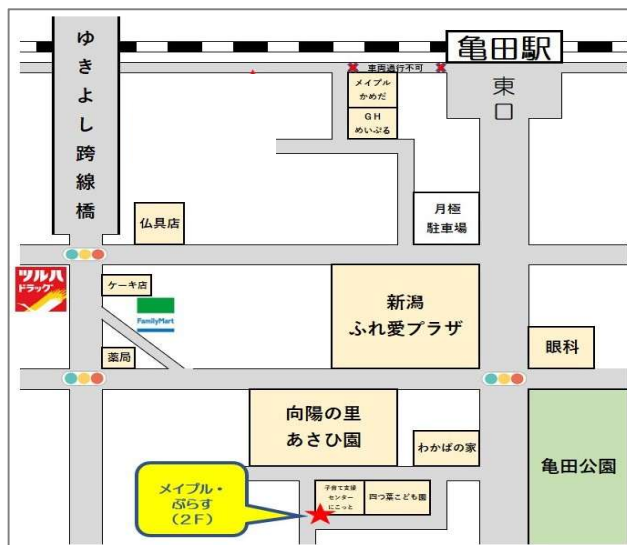 ゆきよし跨線橋
亀田駅
東口
車両通行不可
メイプル
かめだ
GH
めいぷる
月極
駐車場
仏具店
ツルハ
ドラッグ
ケーキ店
FamilyMart
薬局
新潟
ふれ愛プラザ
眼科
向陽の里
あさひ園
わかばの家
亀田公園
メイプル・
ぷらす
(2F)
子育て支援
センター
にこっと
四つ葉こども園